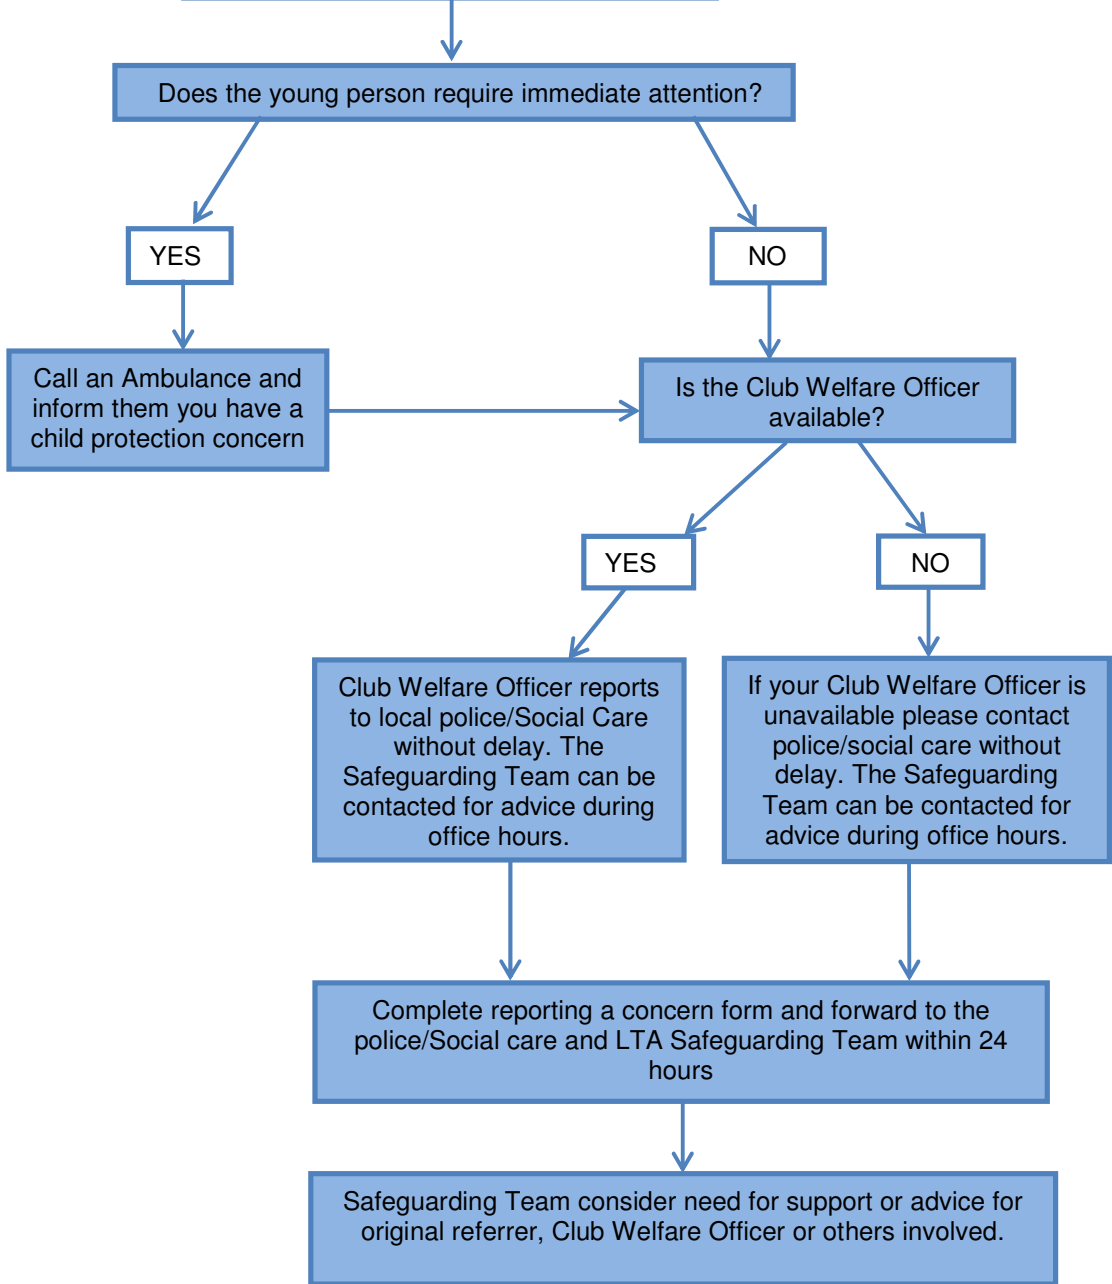 Does the young person require immediate attention?
YES
NO
Call an Ambulance and
inform them you have a
child protection concern
Is the Club Welfare Officer
available?
YES
NO
Club Welfare Officer reports
to local police/Social Care
without delay. The
Safeguarding Team can be
contacted for advice during
office hours.
If your Club Welfare Officer is
unavailable please contact
police/social care without
delay. The Safeguarding
Team can be contacted for
advice during office hours.
Complete reporting a concern form and forward to the
police/Social care and LTA Safeguarding Team within 24
hours
Safeguarding Team consider need for support or advice for
original referrer, Club Welfare Officer or others involved.